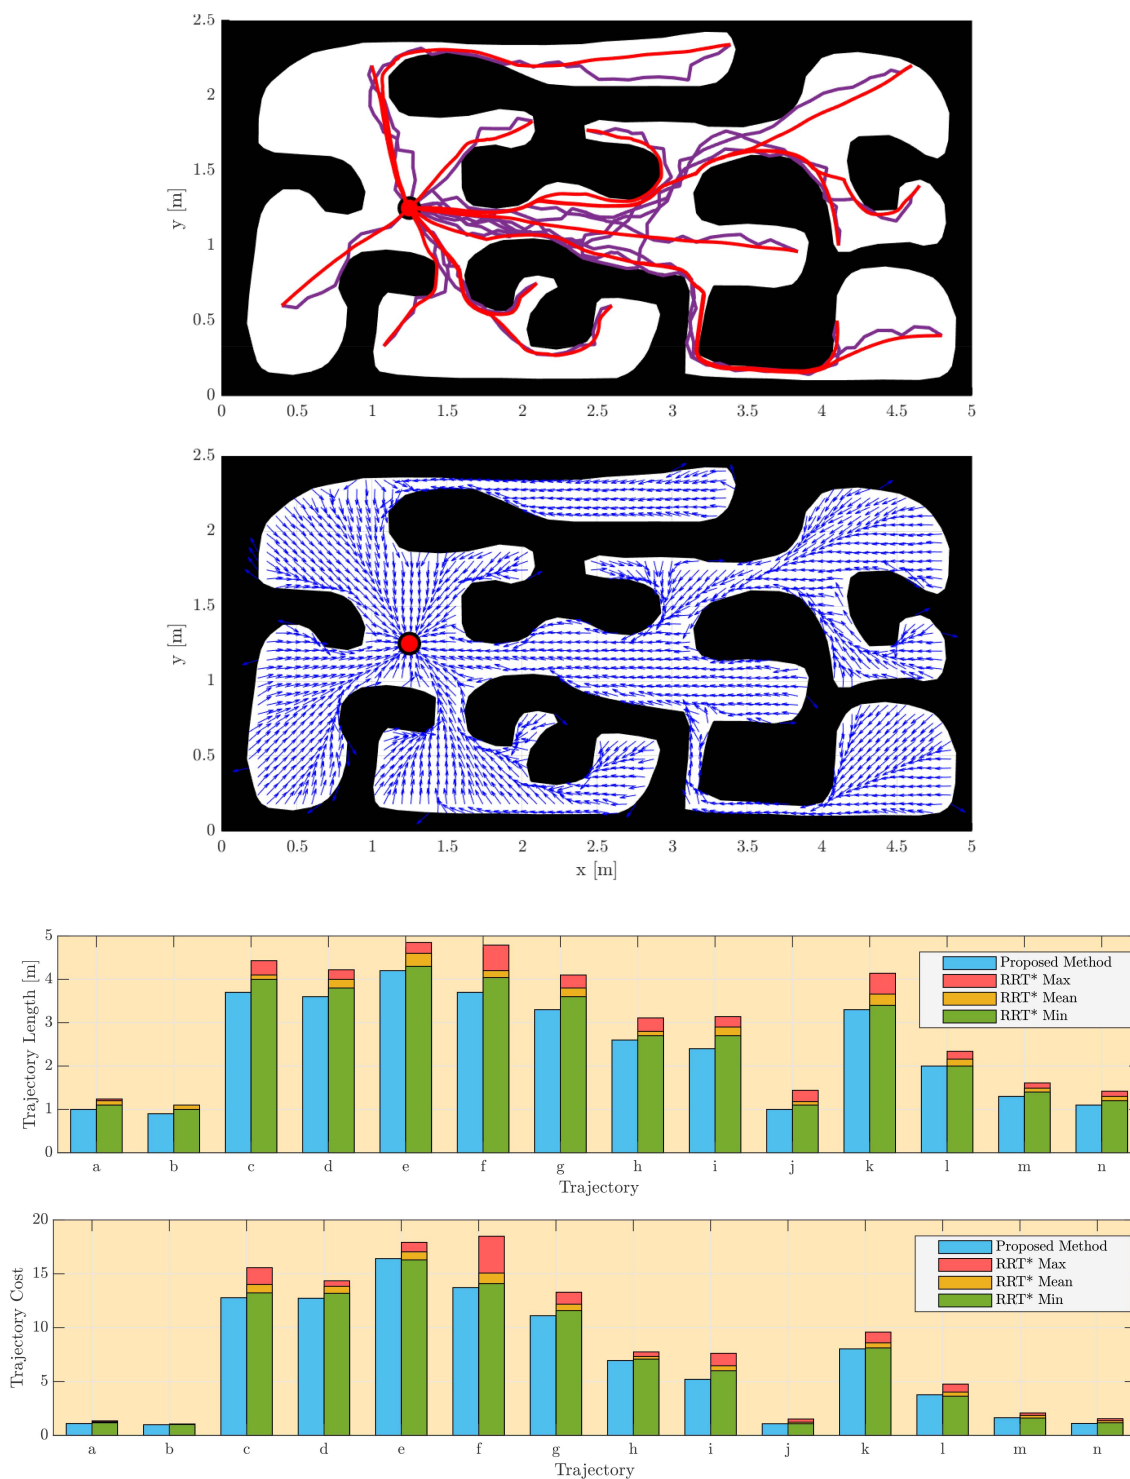 2.5
2
1.5
1
0.5
0
y [m]
0 0.5 1 1.5 2 2.5 3 3.5 4 4.5 5
2.5
2
1.5
1
0.5
0
y [m]
0 0.5 1 1.5 2 2.5 3 3.5 4 4.5 5
x [m]
5
4
3
2
1
0
Trajectory Length [m]
Proposed Method
RRT* Max
RRT* Mean
RRT* Min
a b c d e f g h i j k l m n
Trajectory
20
15
10
5
0
Trajectory Cost
Proposed Method
RRT* Max
RRT* Mean
RRT* Min
a b c d e f g h i j k l m n
Trajectory